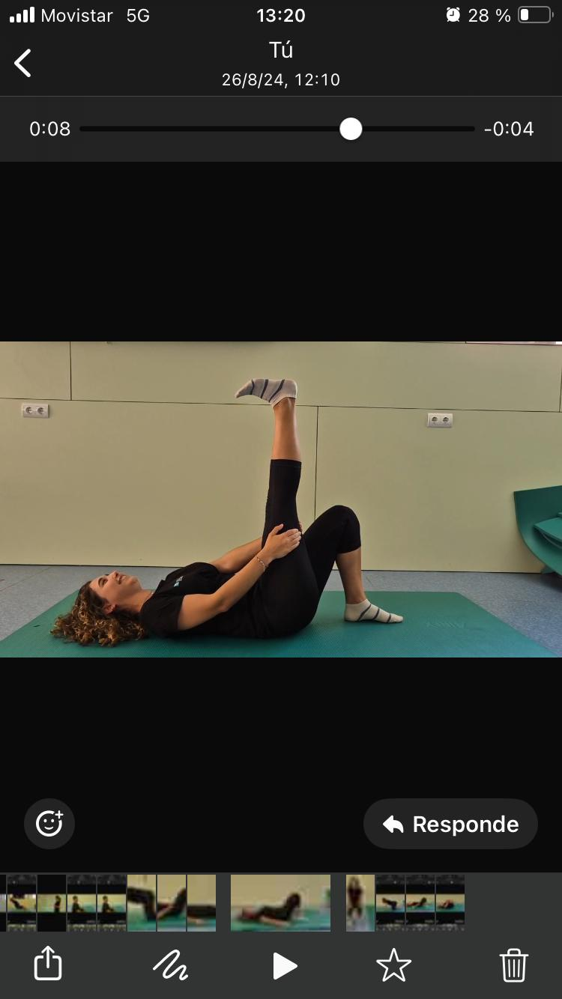 Movistar 5G 13:20 28 %
Tú
26/8/24, 12:10
0:08 -0:04
Responde